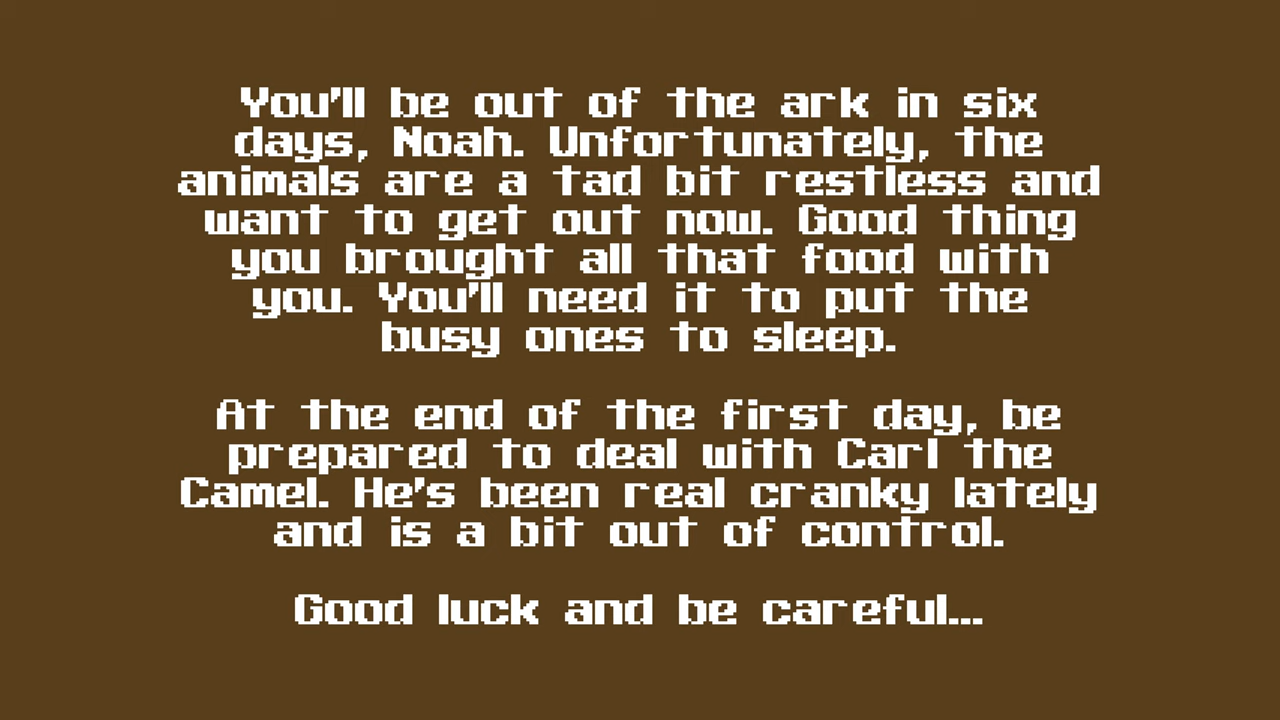 You'll be out of the ark in six
days, Noah. Unfortunately, the
animals are a tad bit restless and
want to get out now. Good thing
you brought all that food with
you. You'll need it to put the
busy ones to sleep.
At the end of the first day, be
prepared to deal with Carl the
Camel. He's been real cranky lately
and is a bit out of control.
Good luck and be careful...